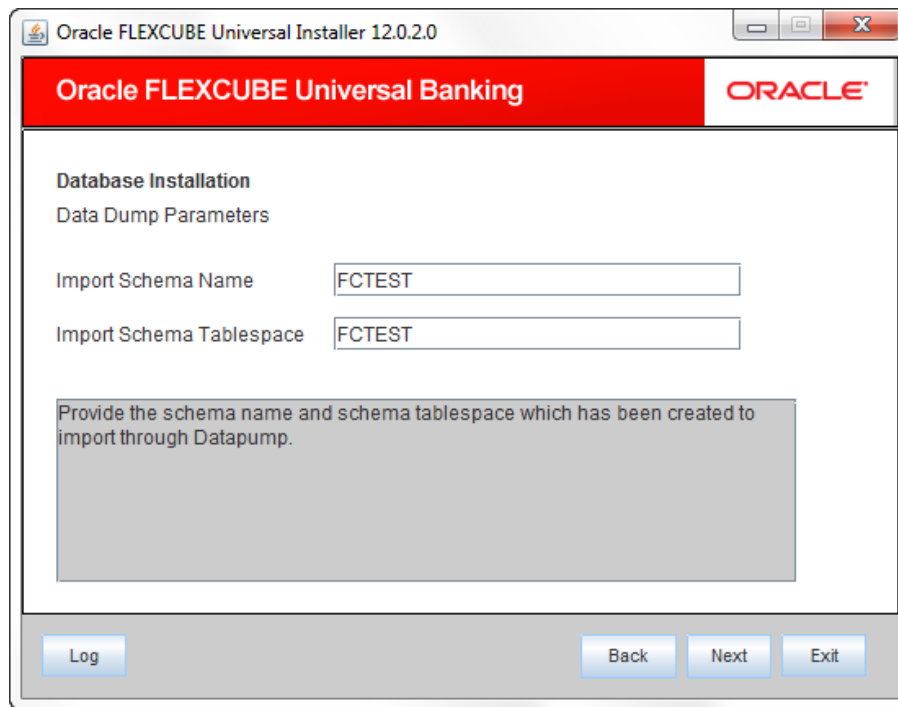 Oracle FLEXCUBE Universal Installer 12.0.2.0
Oracle FLEXCUBE Universal Banking
ORACLE
Database Installation
Data Dump Parameters
Import Schema Name FCTEST
Import Schema Tablespace FCTEST
Provide the schema name and schema tablespace which has been created to
import through Datapump.
Log Back Next Exit